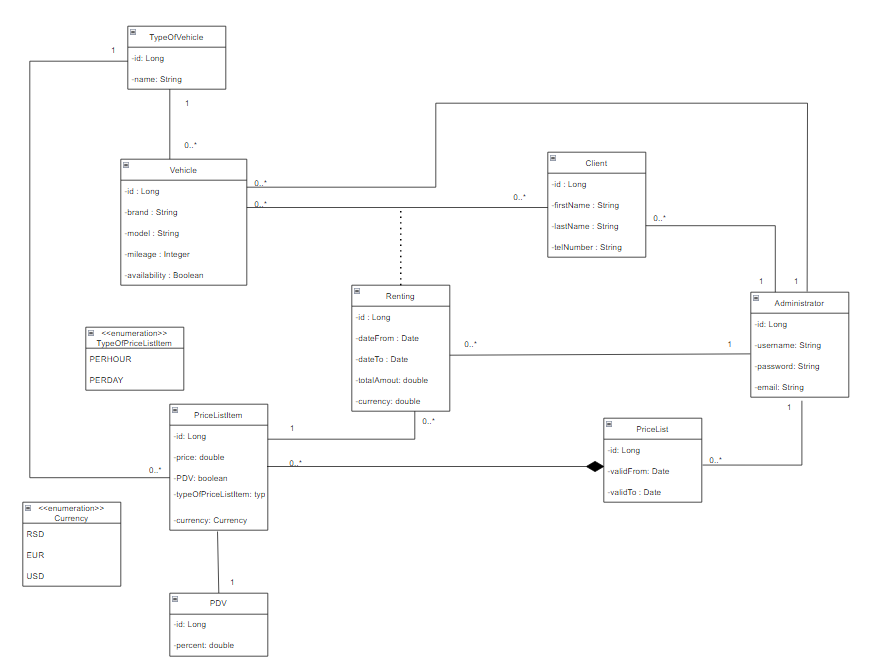 TypeOfVehicle
-id: Long
-name: String
1
1
0..*
Vehicle
-id : Long
-brand : String
-model : String
-mileage : Integer
-availability : Boolean
0..*
0..*
0..*
Client
-id : Long
-firstName : String
-lastName : String
-telNumber : String
0..*
1
1
Administrator
-id: Long
-username: String
-password: String
-email: String
Renting
-id : Long
-dateFrom : Date
-dateTo : Date
-totalAmout: double
-currency: double
0..*
1
<<enumeration>>
TypeOfPriceListItem
PERHOUR
PERDAY
PriceListItem
-id: Long
-price: double
-PDV: boolean
-typeOfPriceListItem: typ
-currency: Currency
1
0..*
0..*
0..*
PriceList
-id: Long
-validFrom: Date
-validTo : Date
1
0..*
<<enumeration>>
Currency
RSD
EUR
USD
1
PDV
-id: Long
-percent: double